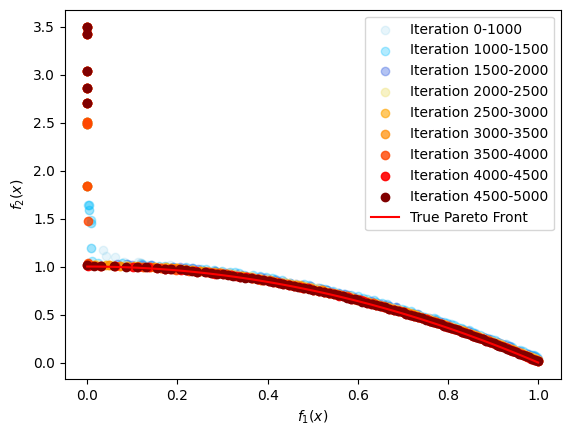 3.5
3.0
2.5
2.0
1.5
1.0
0.5
0.0
f₂(x)
Iteration 0-1000
Iteration 1000-1500
Iteration 1500-2000
Iteration 2000-2500
Iteration 2500-3000
Iteration 3000-3500
Iteration 3500-4000
Iteration 4000-4500
Iteration 4500-5000
True Pareto Front
0.0 0.2 0.4 0.6 0.8 1.0
f₁(x)